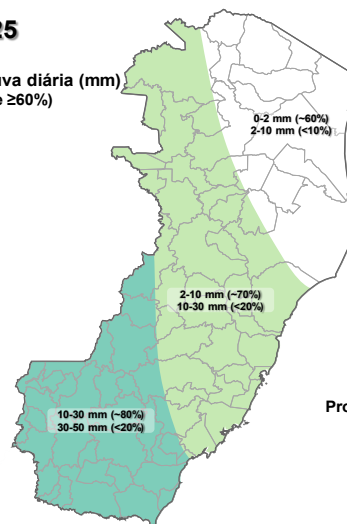 25
uva diária (mm)
e ≥60%)
0-2 mm (~60%)
2-10 mm (<10%)
2-10 mm (~70%)
10-30 mm (<20%)
Pro
10-30 mm (~80%)
30-50 mm (<20%)